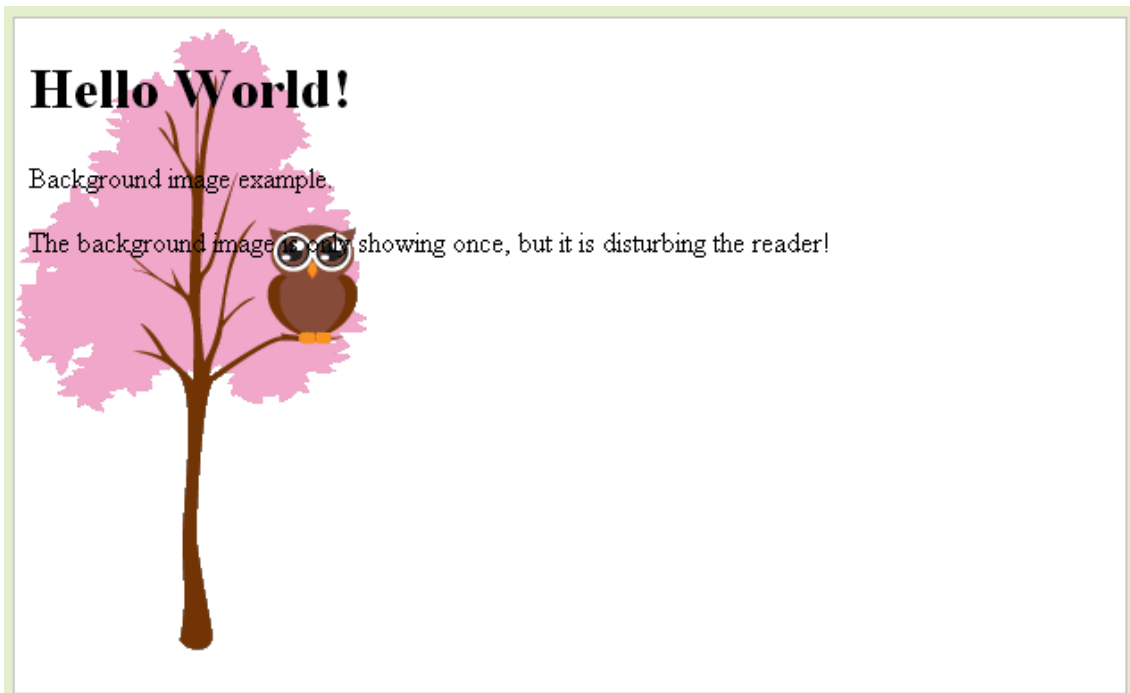 Hello World!
Background image example.
The background image is only showing once, but it is disturbing the reader!